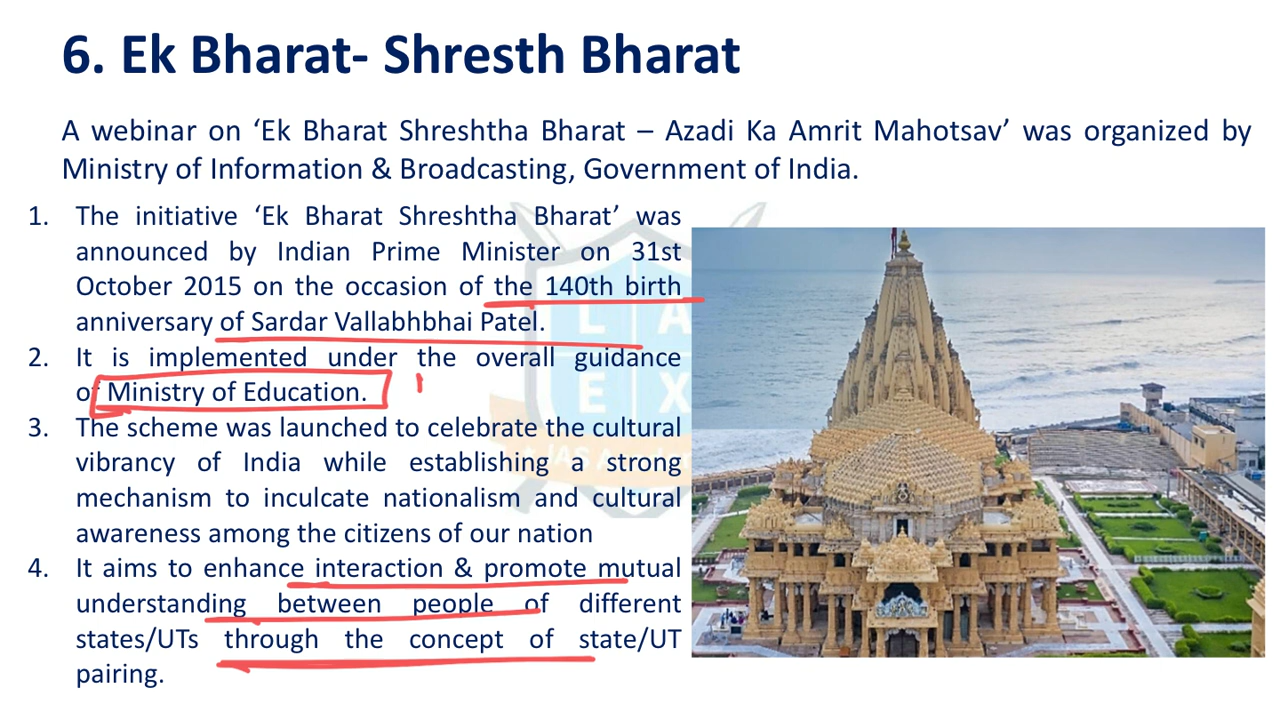 6. Ek Bharat- Shresth Bharat
A webinar on ‘Ek Bharat Shreshtha Bharat – Azadi Ka Amrit Mahotsav’ was organized by
Ministry of Information & Broadcasting, Government of India.
1. The initiative ‘Ek Bharat Shreshtha Bharat’ was
announced by Indian Prime Minister on 31st
October 2015 on the occasion of the 140th birth
anniversary of Sardar Vallabhbhai Patel.
2. It is implemented under the overall guidance
of Ministry of Education.
3. The scheme was launched to celebrate the cultural
vibrancy of India while establishing a strong
mechanism to inculcate nationalism and cultural
awareness among the citizens of our nation
4. It aims to enhance interaction & promote mutual
understanding between people of different
states/UTs through the concept of state/UT
pairing.
L A
E X